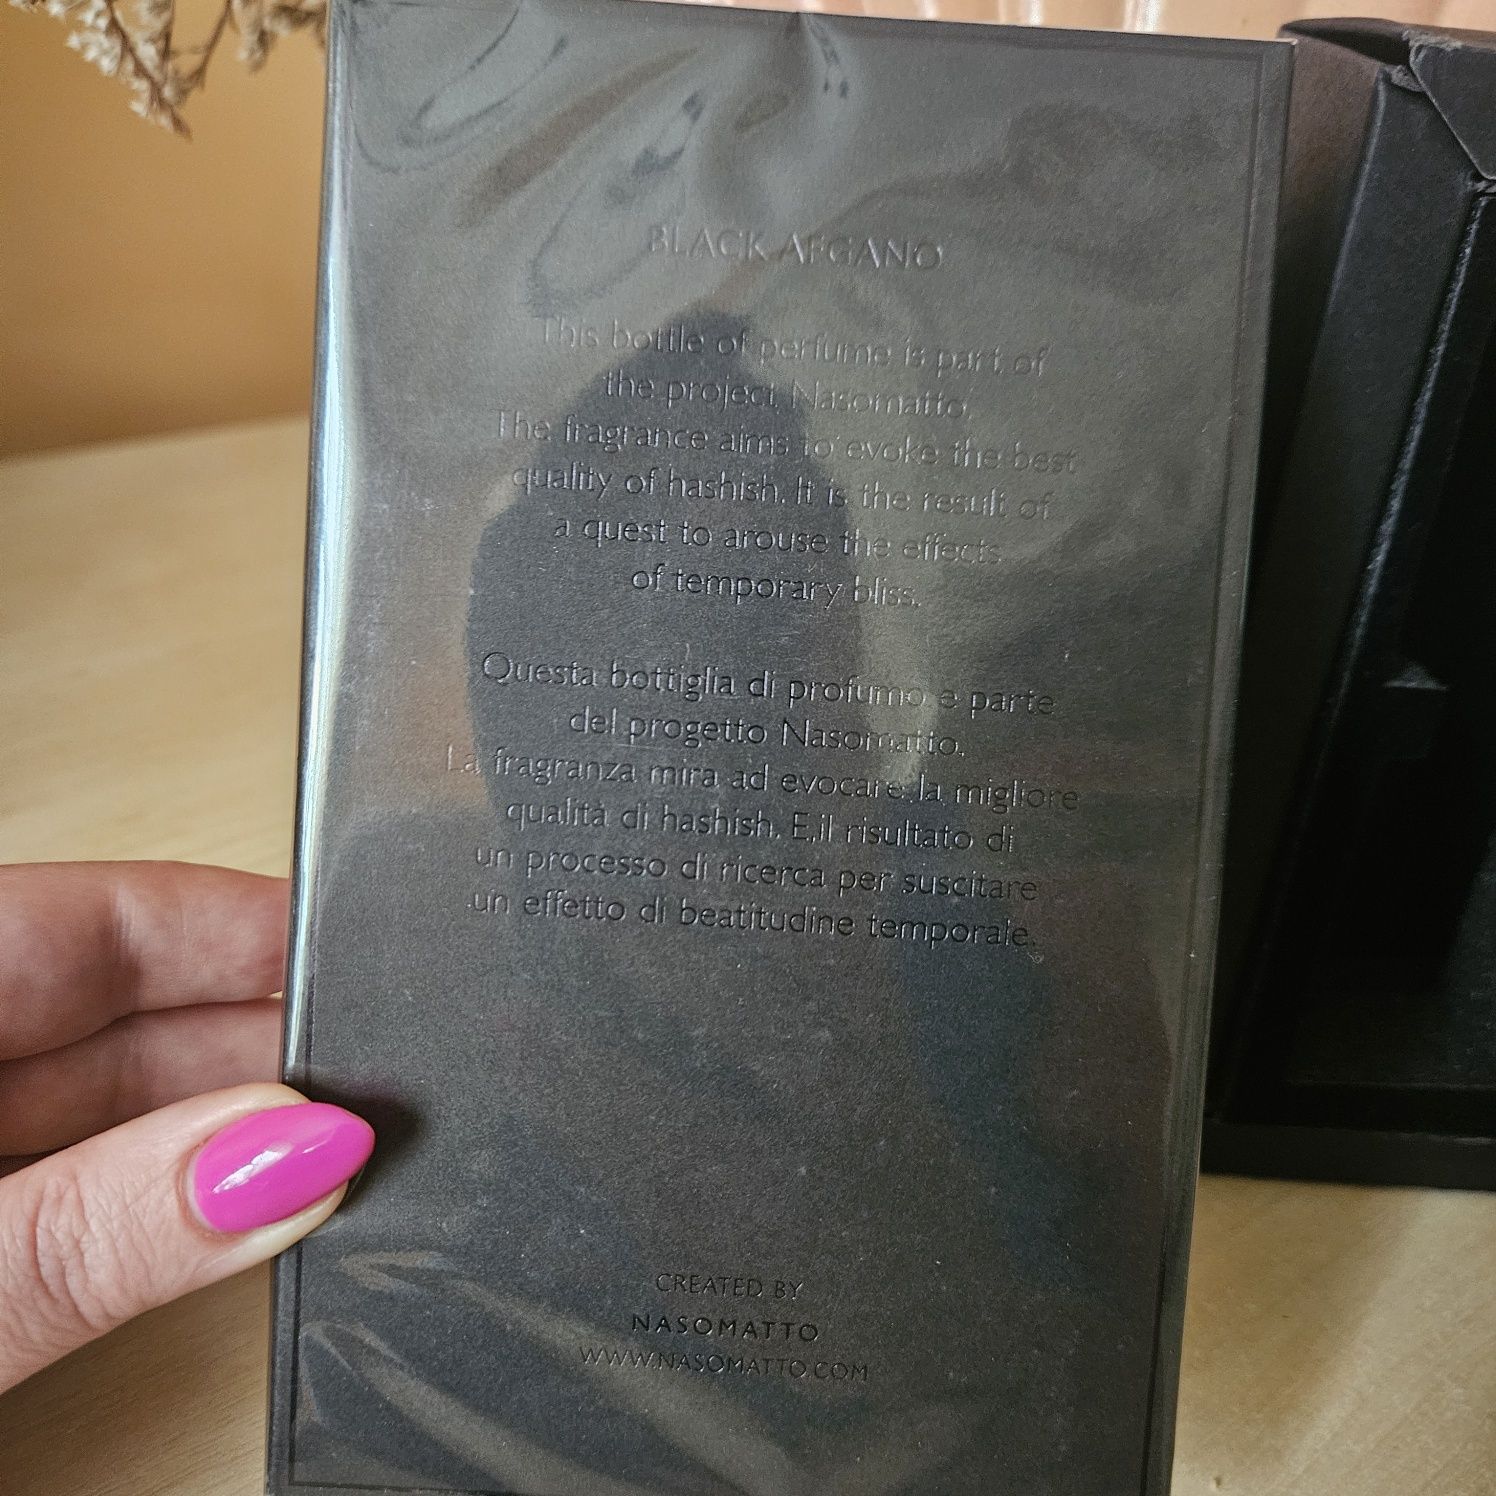 BLACK AFGANO
This bottle of perfume is part of
the project Nasomatto.
The fragrance aims to evoke the best
quality of hashish. It is the result of
a quest to arouse the effects
of temporary bliss.
Questa bottiglia di profumo e parte
del progetto Nasomatto.
La fragranza mira ad evocare la migliore
qualità di hashish. E,il risultato di
un processo di ricerca per suscitare
un effetto di beatitudine temporale.
CREATED BY
NASOMATTO
WWW.NASOMATTO.COM